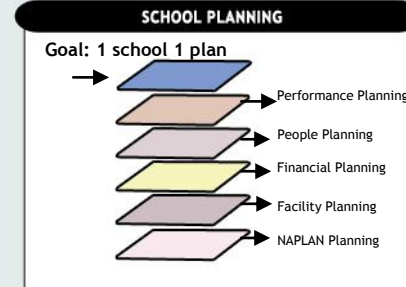 SCHOOL PLANNING
Goal: 1 school 1 plan
Performance Planning
People Planning
Financial Planning
Facility Planning
NAPLAN Planning